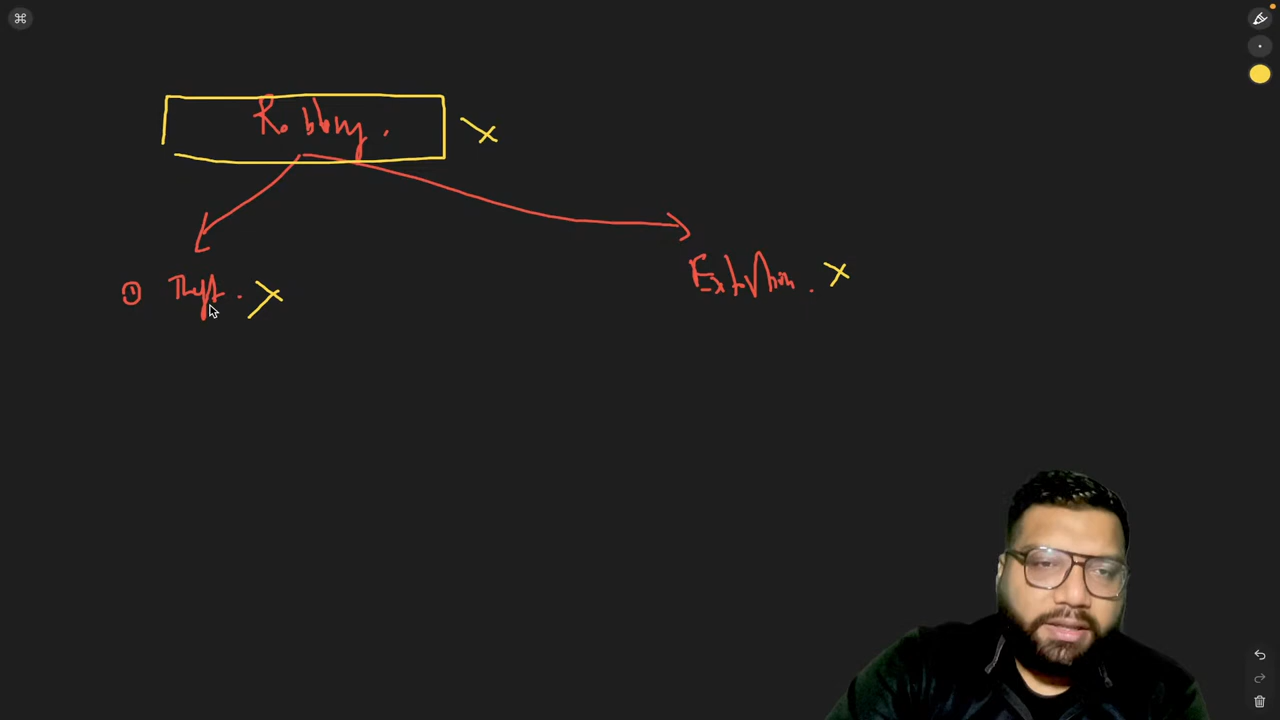 Robbery.
① Theft.
Extortion.